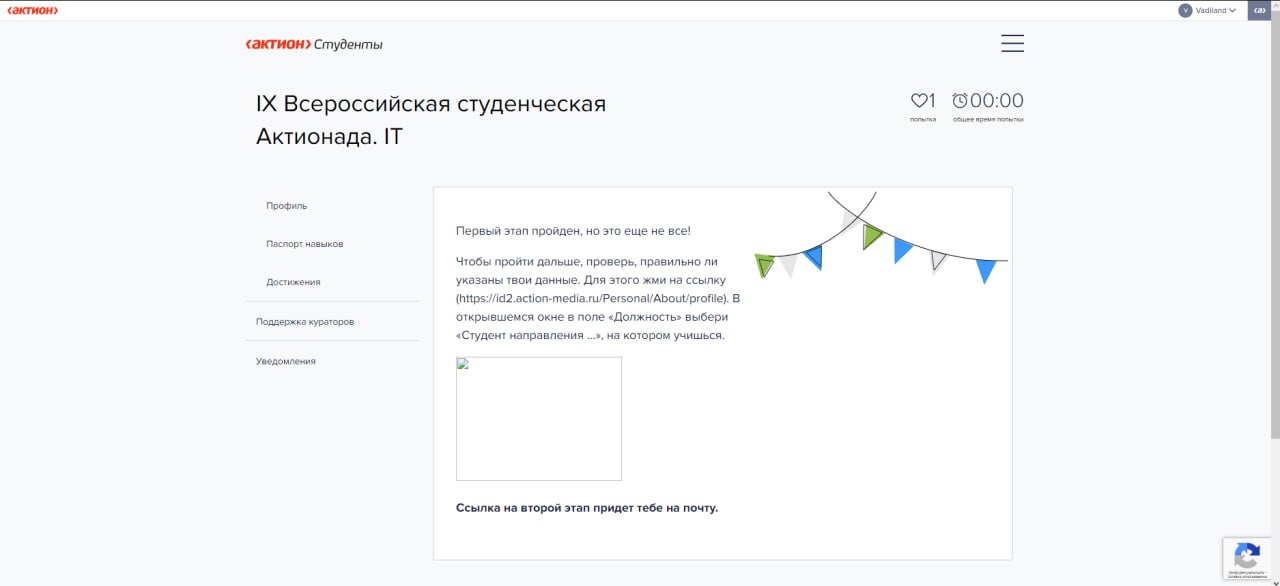 ‹актион›
V Vadiland
‹а›
‹актион› Студенты
IX Всероссийская студенческая
Актионада. IT
1
попытка
00:00
общее время попытки
Профиль
Паспорт навыков
Достижения
Поддержка кураторов
Уведомления
Первый этап пройден, но это еще не все!
Чтобы пройти дальше, проверь, правильно ли
указаны твои данные. Для этого жми на ссылку
(https://id2.action-media.ru/Personal/About/profile). В
открывшемся окне в поле «Должность» выбери
«Студент направления ...», на котором учишься.
Ссылка на второй этап придет тебе на почту.
Конфиденциальность -
Условия использования